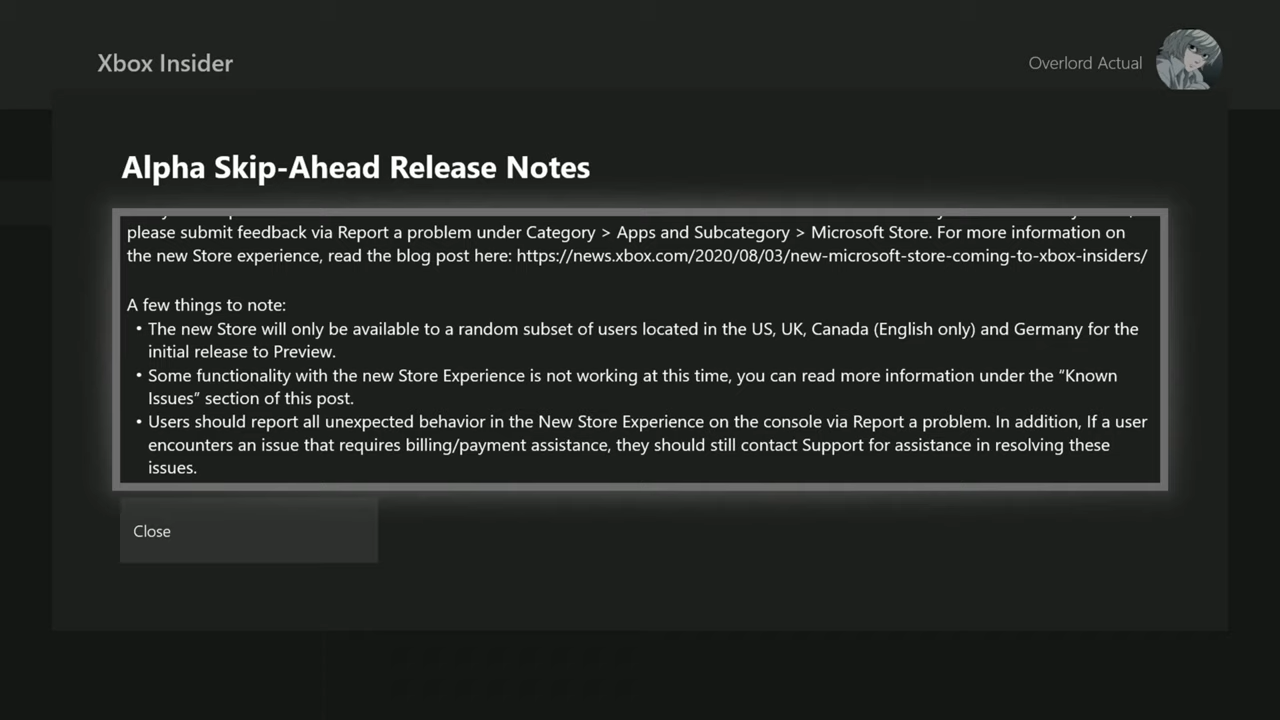 Xbox Insider
Overlord Actual
Alpha Skip-Ahead Release Notes
please submit feedback via Report a problem under Category > Apps and Subcategory > Microsoft Store. For more information on
the new Store experience, read the blog post here: https://news.xbox.com/2020/08/03/new-microsoft-store-coming-to-xbox-insiders/
A few things to note:
• The new Store will only be available to a random subset of users located in the US, UK, Canada (English only) and Germany for the
initial release to Preview.
• Some functionality with the new Store Experience is not working at this time, you can read more information under the “Known
Issues” section of this post.
• Users should report all unexpected behavior in the New Store Experience on the console via Report a problem. In addition, If a user
encounters an issue that requires billing/payment assistance, they should still contact Support for assistance in resolving these
issues.
Close